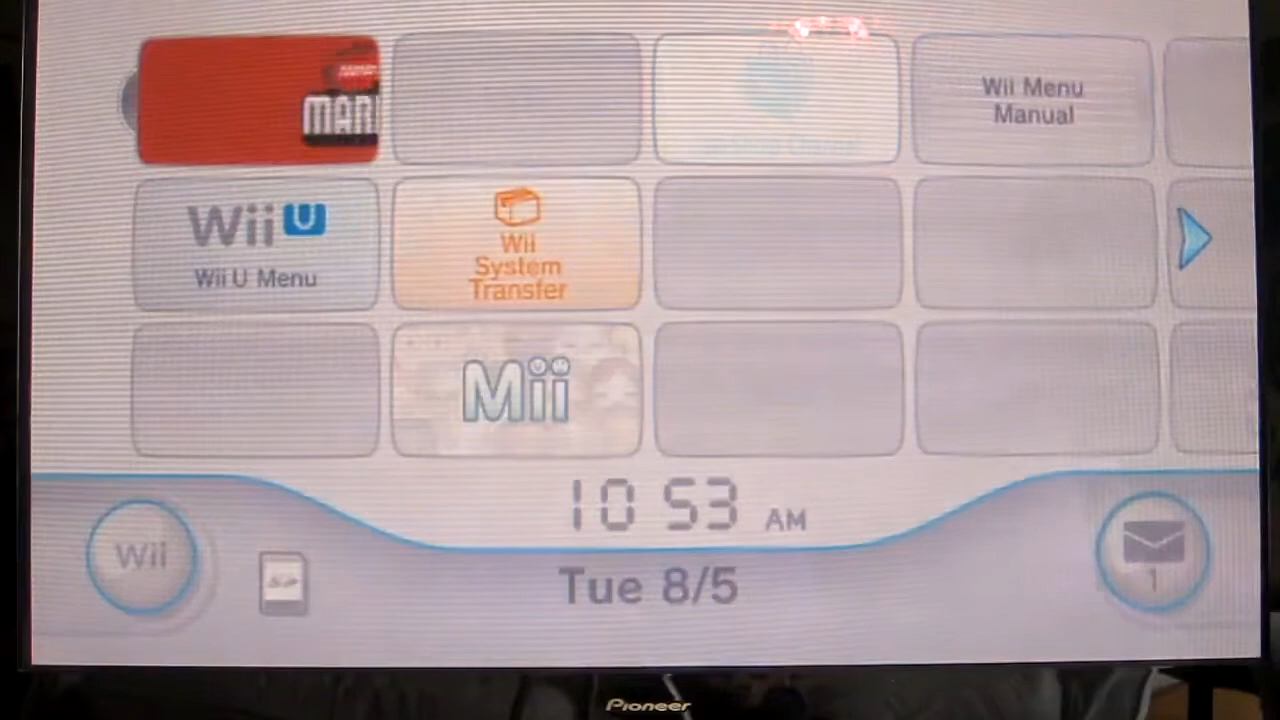 MARI
Wii Menu
Manual
Wii U
Wii U Menu
Wii
System
Transfer
Mii
10 53 AM
Wii
Tue 8/5
1
Pioneer